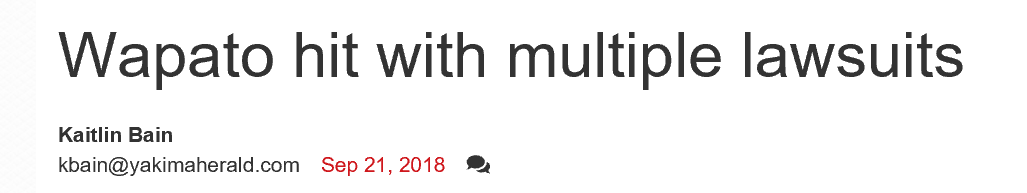 Wapato hit with multiple lawsuits
Kaitlin Bain
kbain@yakimaherald.com Sep 21, 2018